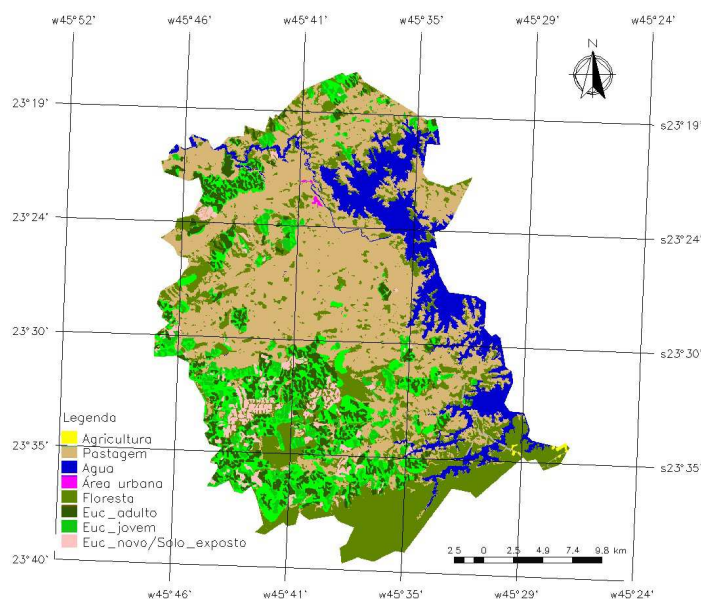 w45°52' w45°46' w45°41' w45°35' w45°29' w45°24'
N
23°19' s23°19'
23°24' s23°24'
23°30' s23°30'
Legenda
Agricultura
Pastagem
Agua
Área urbana
Floresta
Euc_adulto
Euc_jovem
Euc_novo/Solo_exposto
23°35' s23°35'
23°40'
2.5 0 2.5 4.9 7.4 9.8 km
w45°46' w45°41' w45°35' w45°29' w45°24'